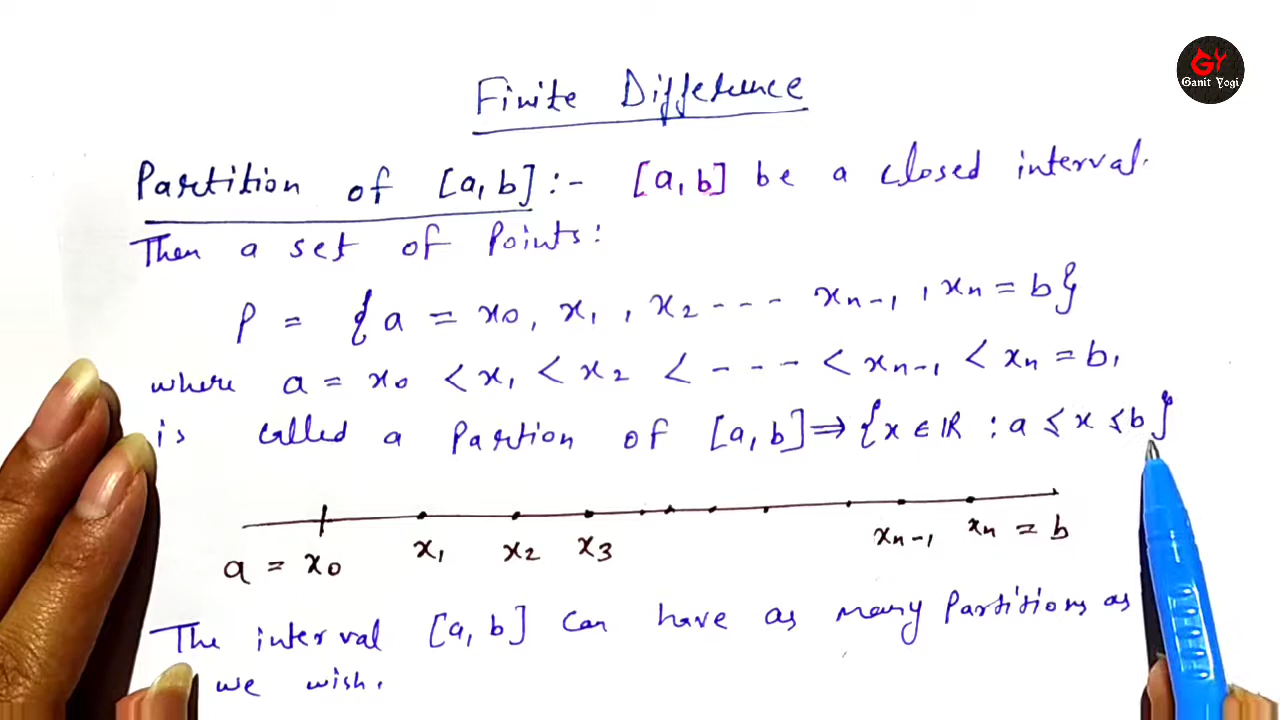 GY
Ganit Yogi
Finite Difference
Partition of [a, b] :- [a, b] be a closed interval.
Then a set of Points:
P = {a = x0, x1, x2 --- xn-1, xn = b}
where a = x0 < x1 < x2 < --- < xn-1 < xn = b,
is called a Partion of [a, b] ⇒ {x ∈ ℝ : a ≤ x ≤ b}
a = x0 x1 x2 x3 xn-1 xn = b
The interval [a, b] can have as many Partitions as
we wish.